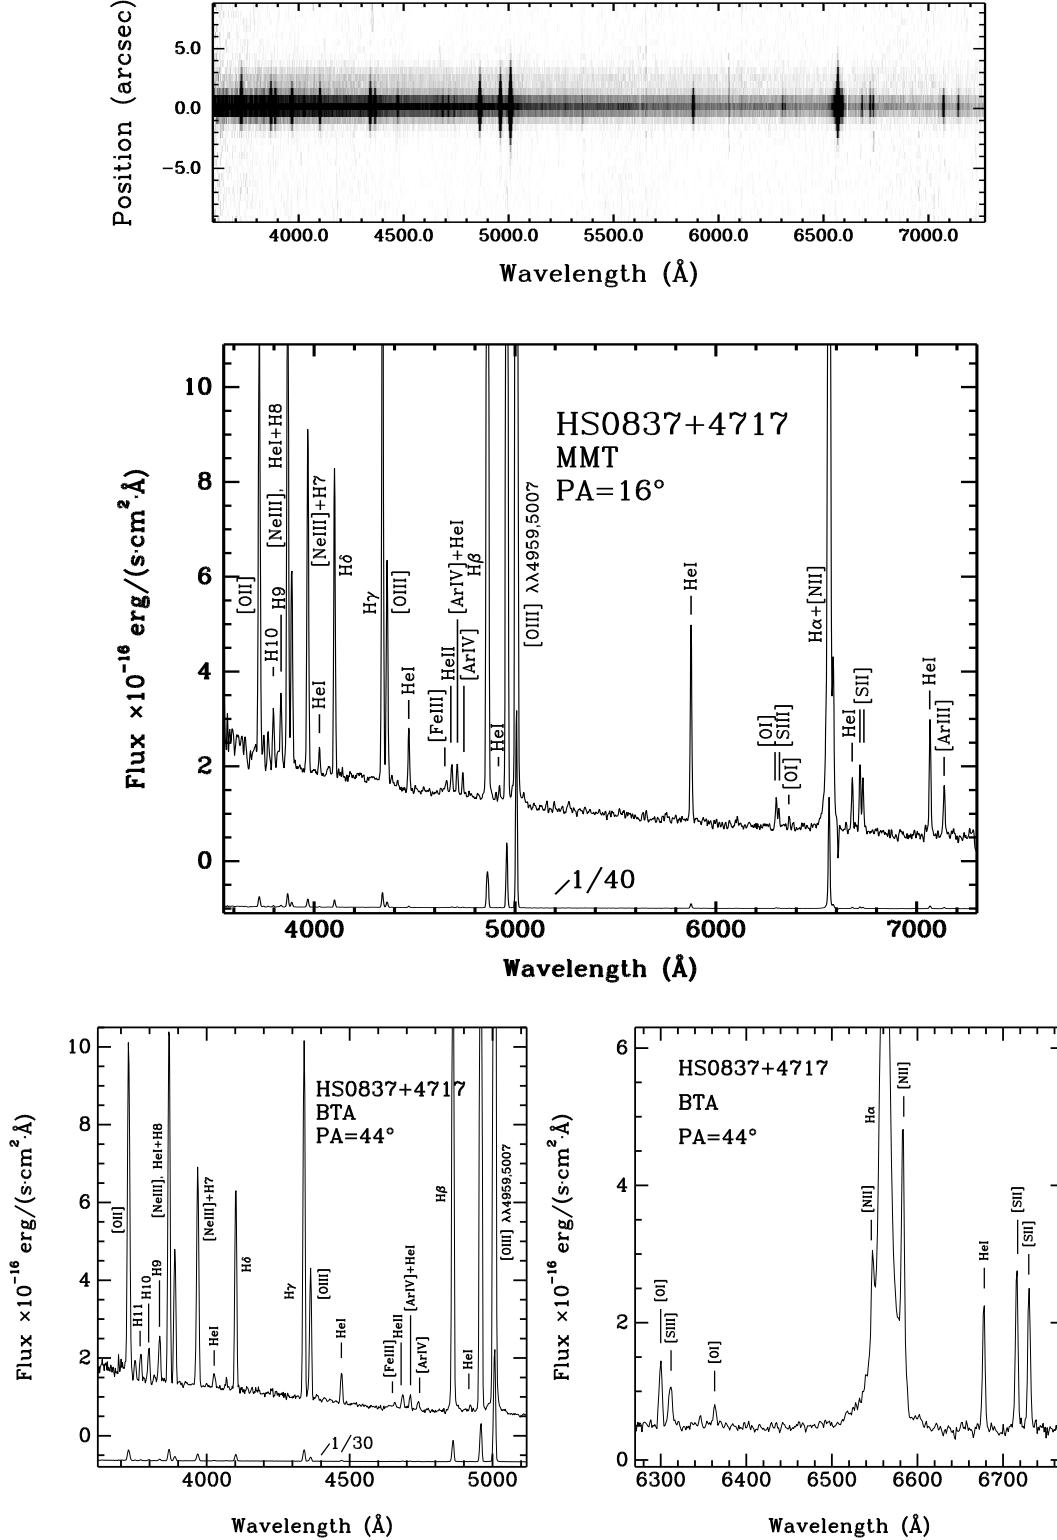 Position (arcsec)
5.0
0.0
−5.0
4000.0 4500.0 5000.0 5500.0 6000.0 6500.0 7000.0
Wavelength (Å)
Flux ×10⁻¹⁶ erg/(s·cm²·Å)
10
8
6
4
2
0
HS0837+4717
MMT
PA=16°
[OII]
H10
H9
[NeIII], HeI+H8
HeI
[NeIII]+H7
Hδ
Hγ
[OIII]
HeI
[FeIII]
HeII
[ArIV]+HeI
[ArIV]
Hβ
HeI
[OIII] λλ4959,5007
HeI
[OI]
[SIII]
[OI]
Hα+[NII]
HeI
[SII]
HeI
[ArIII]
1/40
4000 5000 6000 7000
Wavelength (Å)
Flux ×10⁻¹⁶ erg/(s·cm²·Å)
10
8
6
4
2
0
HS0837+4717
BTA
PA=44°
[OII]
H11
H10
H9
[NeIII], HeI+H8
[NeIII]+H7
HeI
Hδ
Hγ
[OIII]
HeI
[FeIII]
HeII
[ArIV]+HeI
[ArIV]
Hβ
HeI
[OIII] λλ4959,5007
1/30
4000 4500 5000
Wavelength (Å)
Flux ×10⁻¹⁶ erg/(s·cm²·Å)
6
4
2
0
HS0837+4717
BTA
PA=44°
[OI]
[SIII]
[OI]
[NII]
Hα
[NII]
HeI
[SII]
[SII]
6300 6400 6500 6600 6700
Wavelength (Å)